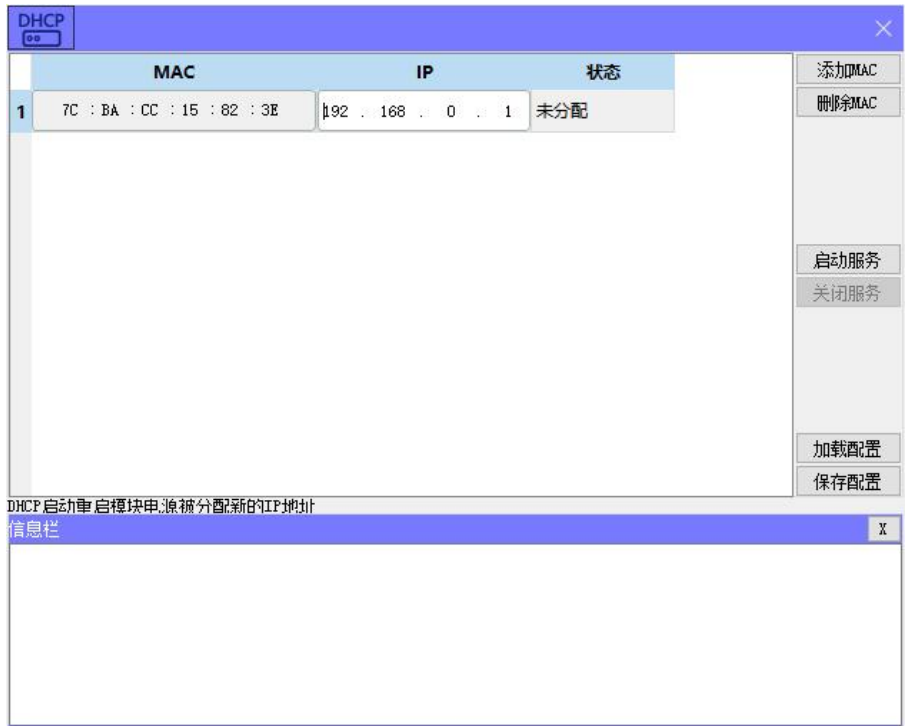 DHCP
MAC IP 状态
1 7C : BA : CC : 15 : 82 : 3E 192 . 168 . 0 . 1 未分配
添加MAC
删除MAC
启动服务
关闭服务
加载配置
保存配置
DHCP启动重启模块电源被分配新的IP地址
信息栏 X